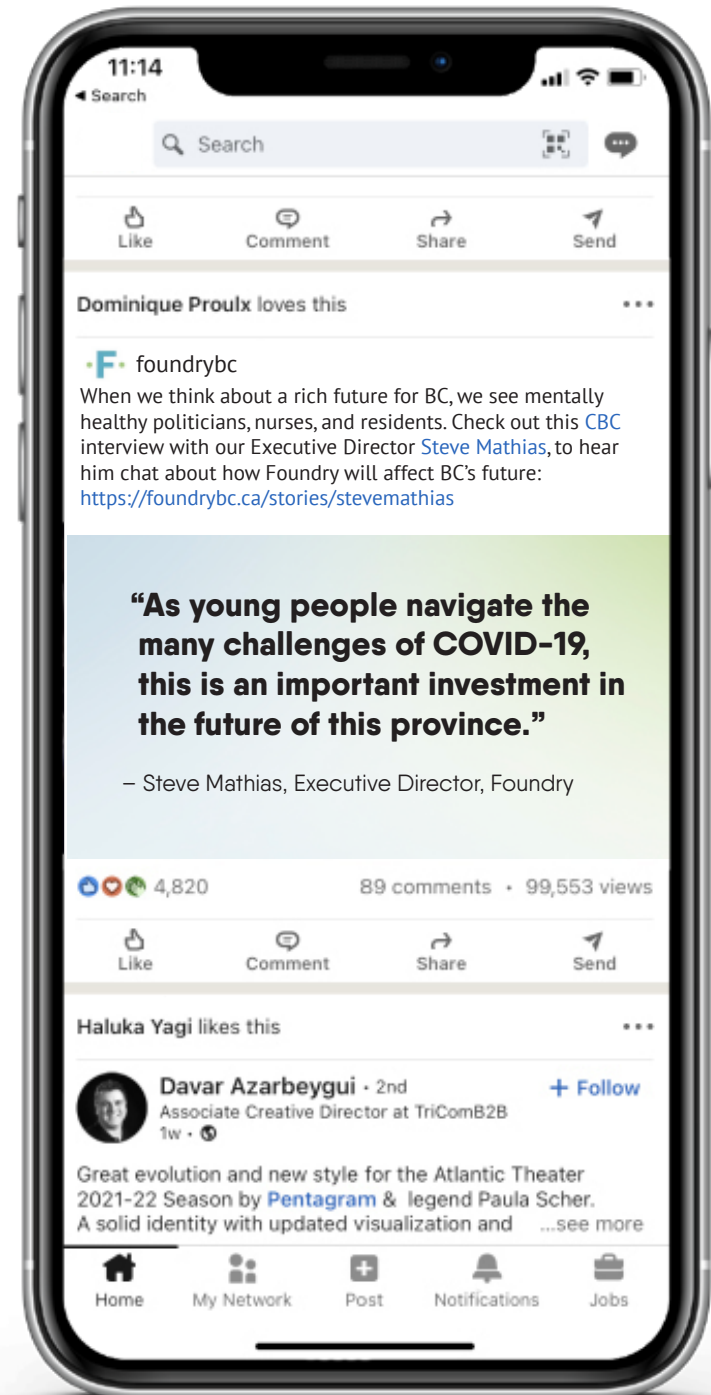 11:14
Search
Search
Like Comment Share Send
Dominique Proulx loves this
F foundrybc
When we think about a rich future for BC, we see mentally
healthy politicians, nurses, and residents. Check out this CBC
interview with our Executive Director Steve Mathias, to hear
him chat about how Foundry will affect BC’s future:
https://foundrybc.ca/stories/stevemathias
“As young people navigate the
many challenges of COVID-19,
this is an important investment in
the future of this province.”
– Steve Mathias, Executive Director, Foundry
4,820 89 comments • 99,553 views
Like Comment Share Send
Haluka Yagi likes this
Davar Azarbeygui • 2nd + Follow
Associate Creative Director at TriComB2B
1w •
Great evolution and new style for the Atlantic Theater
2021-22 Season by Pentagram & legend Paula Scher.
A solid identity with updated visualization and ...see more
Home My Network Post Notifications Jobs